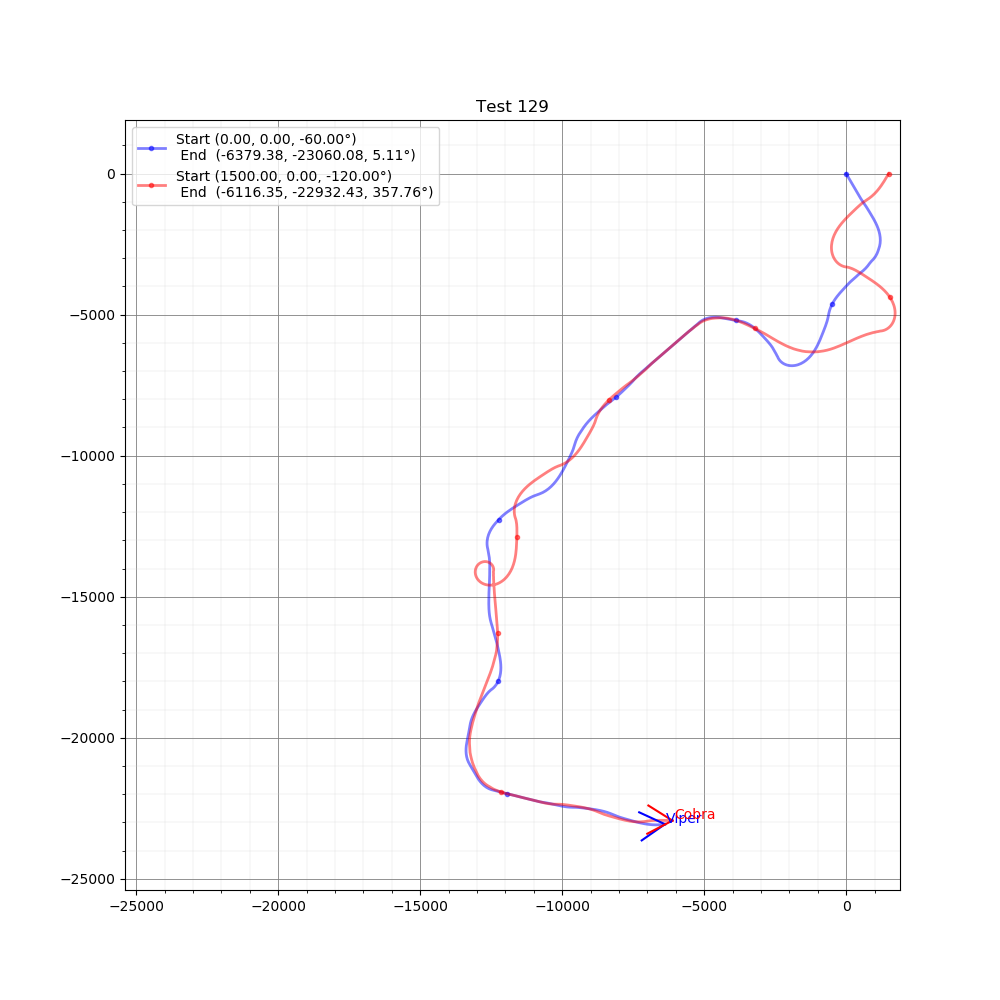 Test 129
Start (0.00, 0.00, -60.00°)
End (-6379.38, -23060.08, 5.11°)
Start (1500.00, 0.00, -120.00°)
End (-6116.35, -22932.43, 357.76°)
0
−5000
−10000
−15000
−20000
−25000
Cobra
Viper
−25000 −20000 −15000 −10000 −5000 0